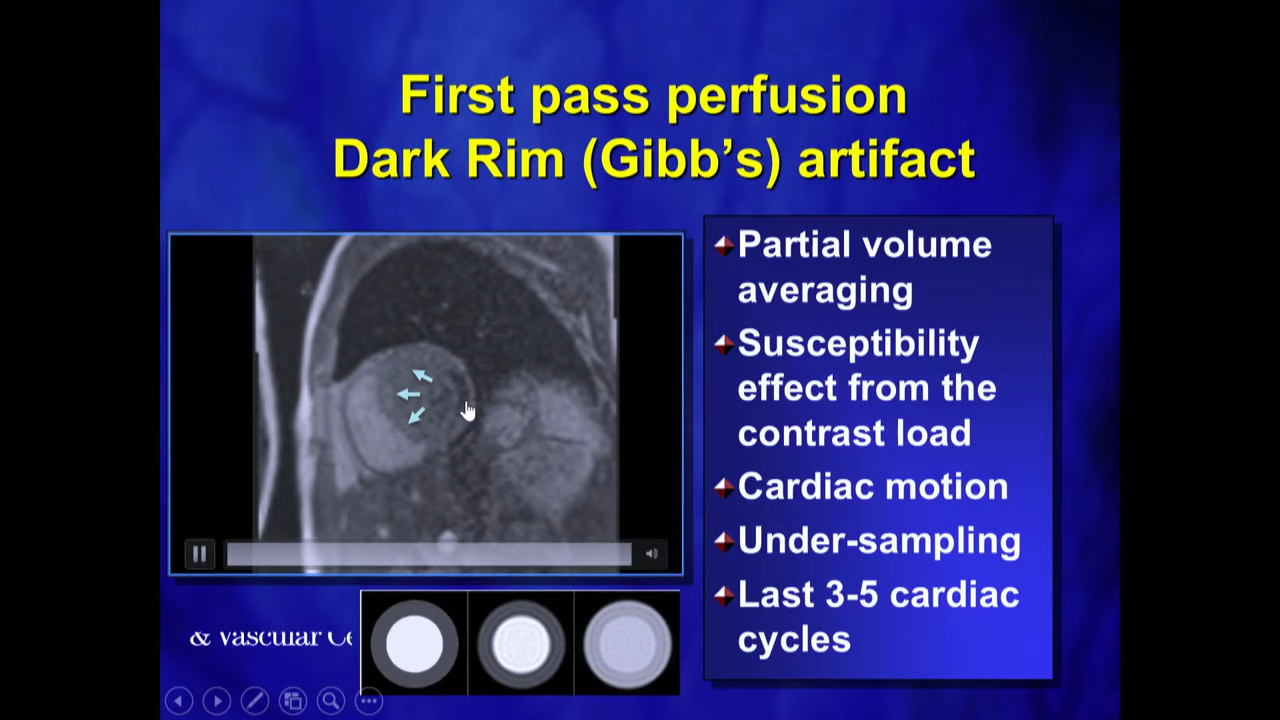 First pass perfusion
Dark Rim (Gibb's) artifact
Partial volume
averaging
Susceptibility
effect from the
contrast load
Cardiac motion
Under-sampling
Last 3-5 cardiac
cycles
& Vascular